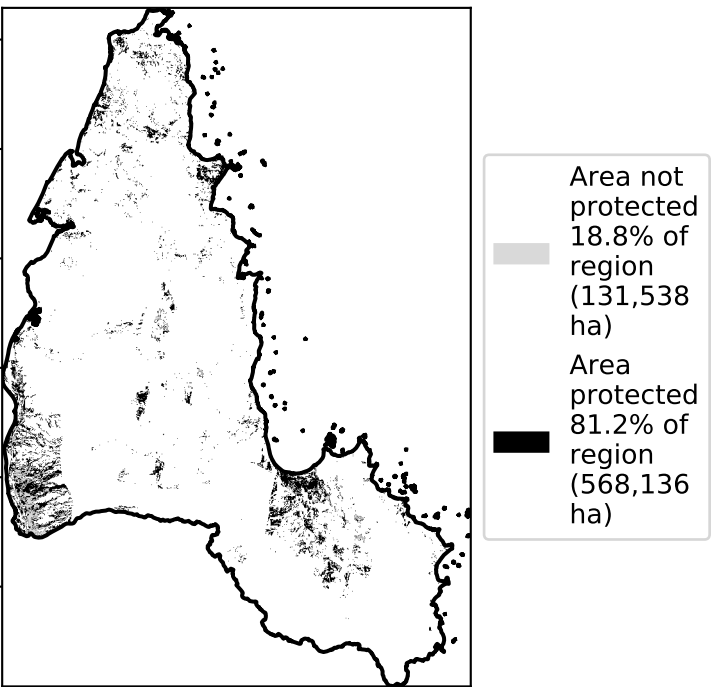 Area not
protected
18.8% of
region
(131,538
ha)
Area
protected
81.2% of
region
(568,136
ha)